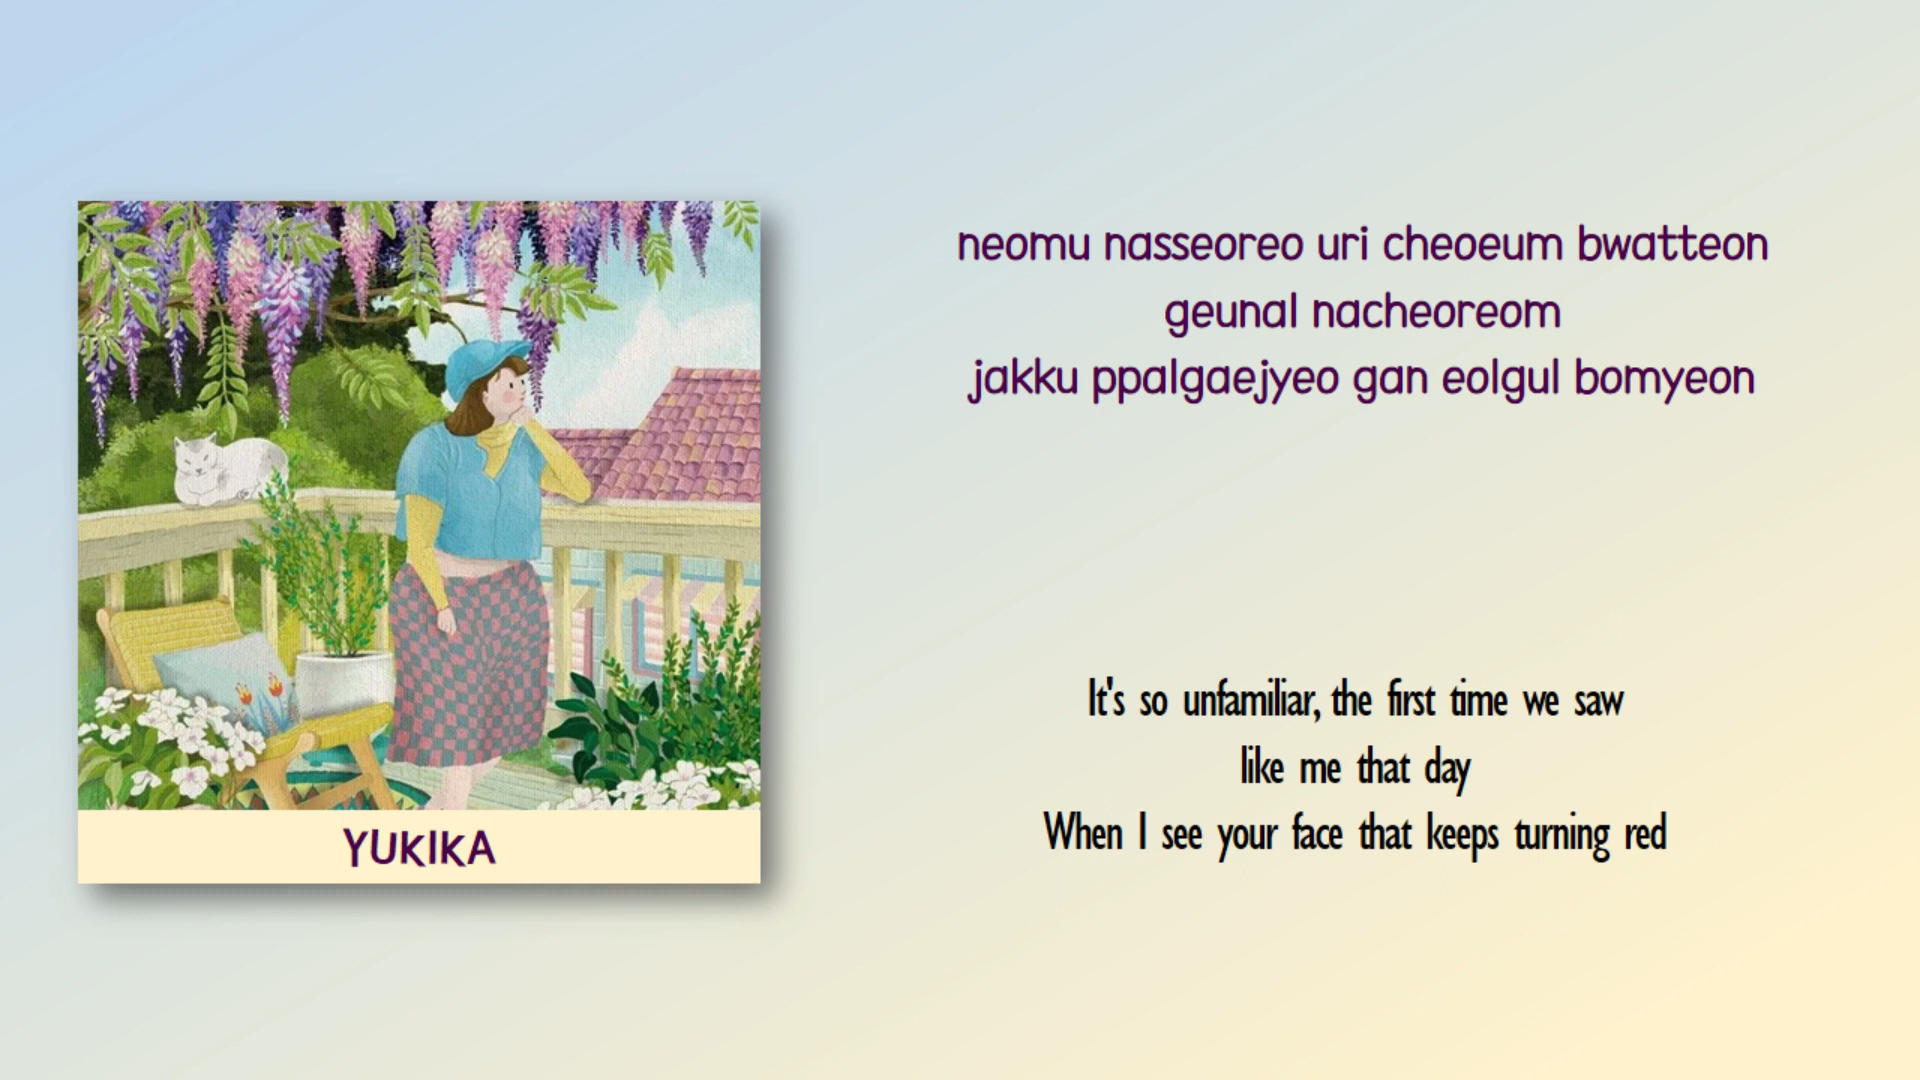 neomu nasseoreo uri cheoeum bwatteon
geunal nacheoreom
jakku ppalgaejyeo gan eolgul bomyeon
It's so unfamiliar, the first time we saw
like me that day
When I see your face that keeps turning red
YUKIKA